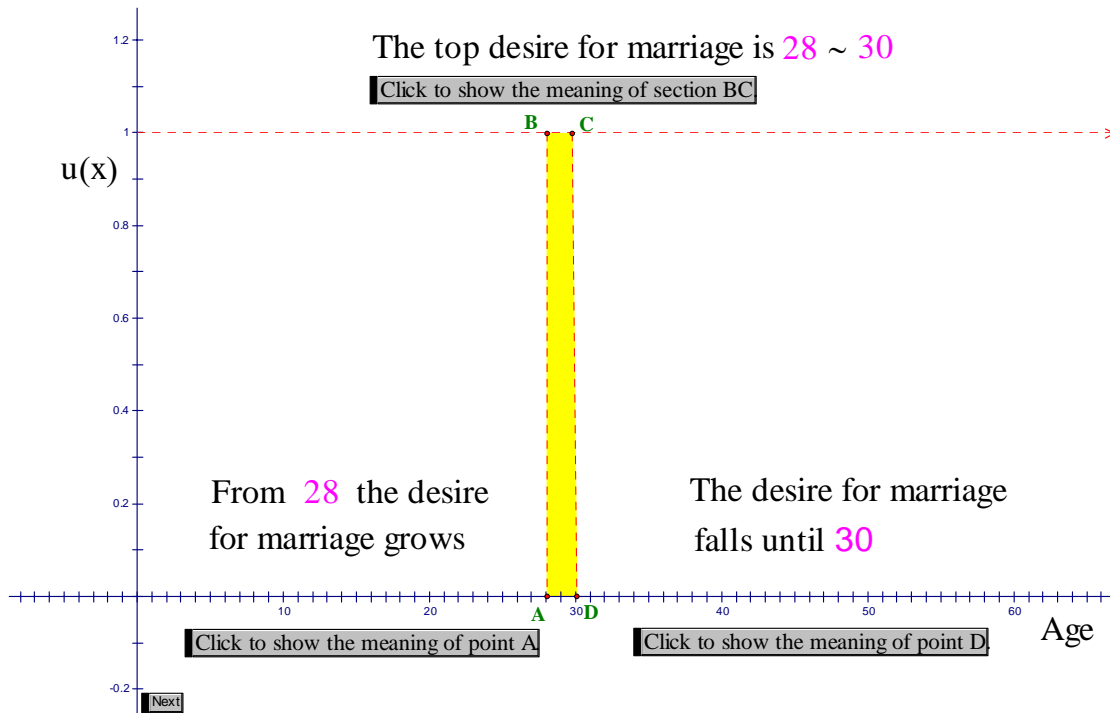 The top desire for marriage is 28 ~ 30
Click to show the meaning of section BC.
1.2
B C
1
u(x)
0.8
0.6
0.4
From 28 the desire
for marriage grows
The desire for marriage
falls until 30
0.2
10 20 30 40 50 60
A D
Age
Click to show the meaning of point A.
Click to show the meaning of point D.
-0.2
Next